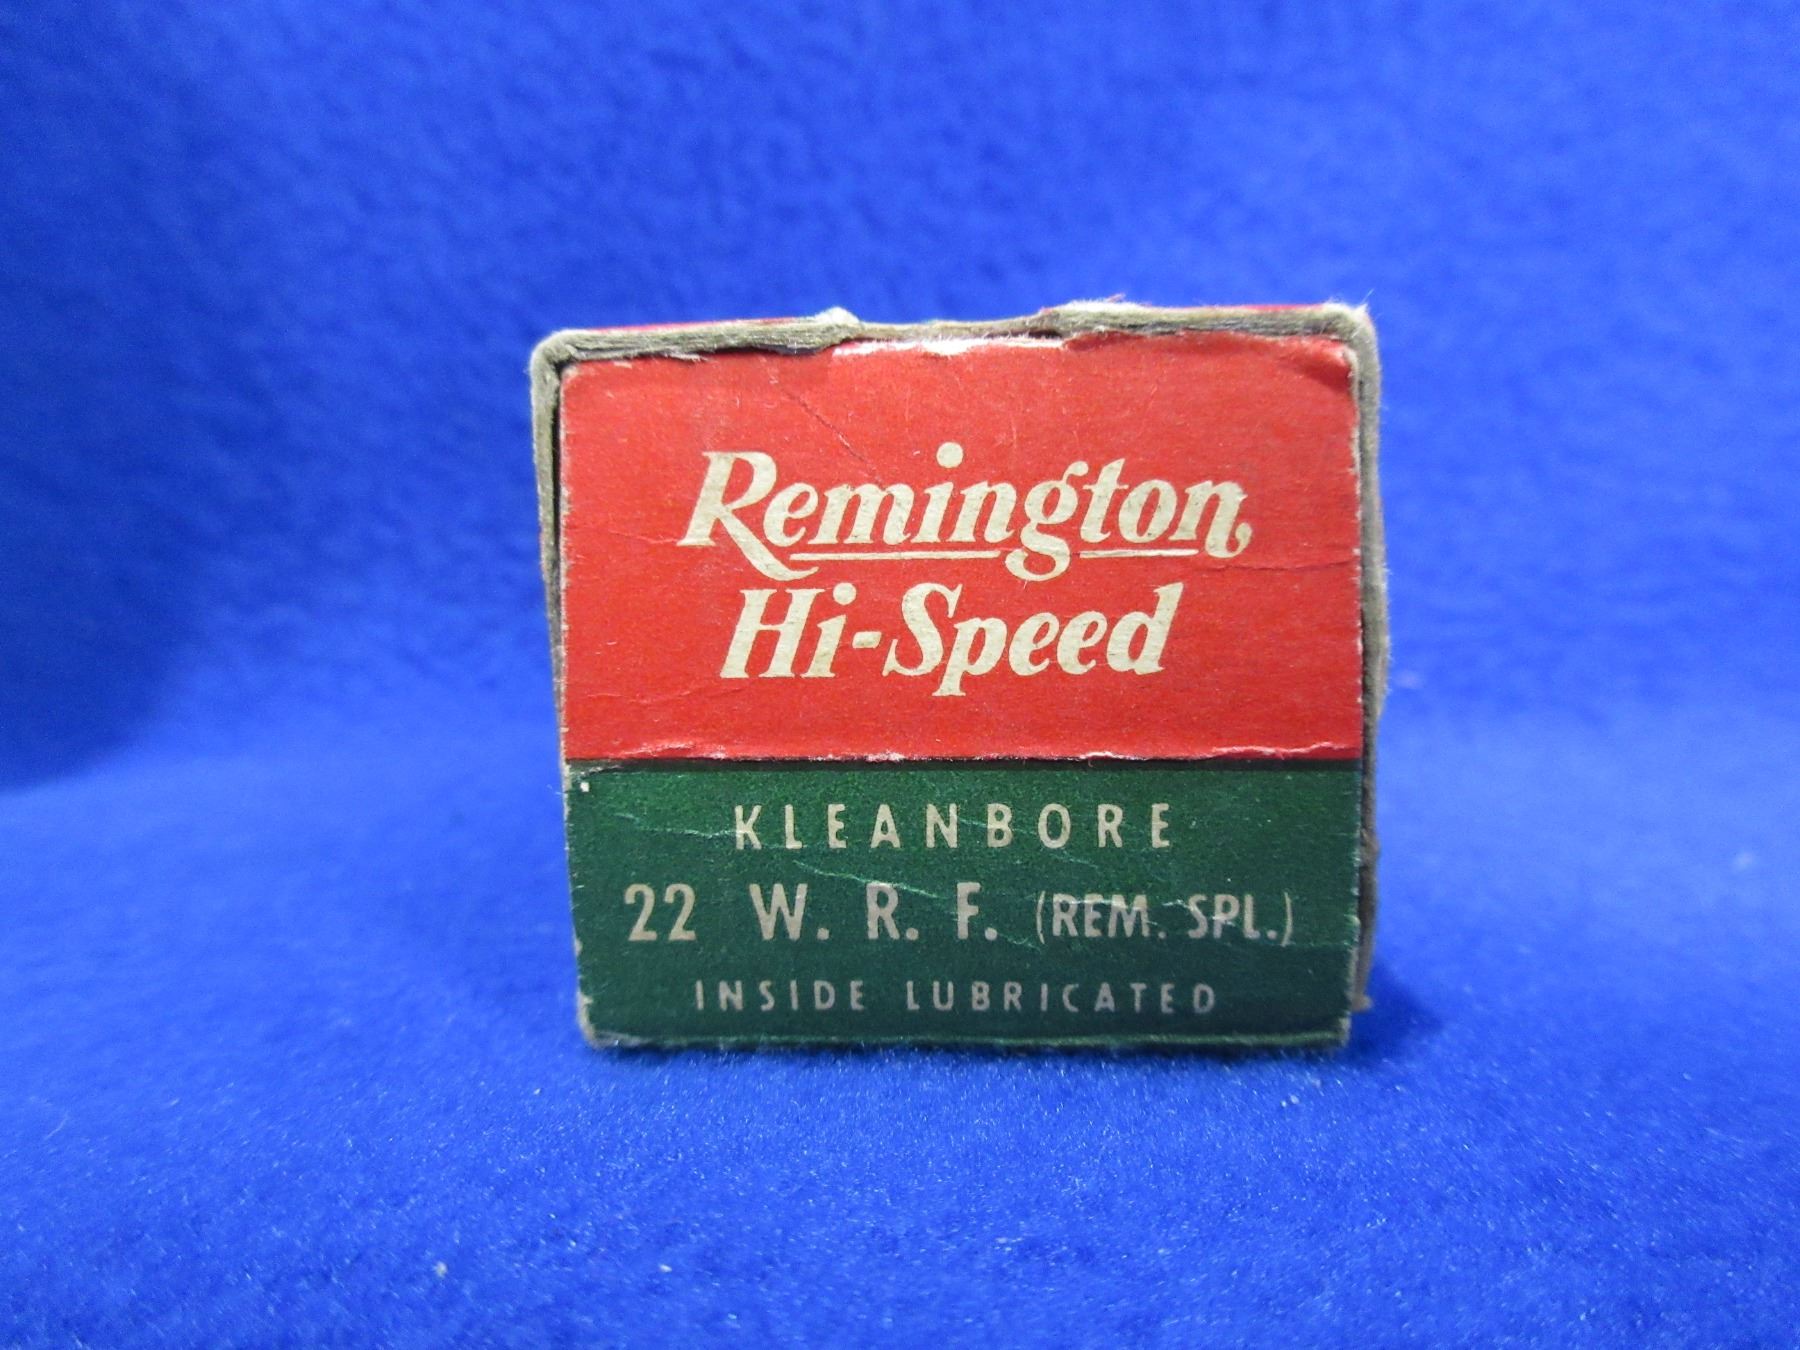 Remington
Hi-Speed
KLEANBORE
22 W. R. F. (REM. SPL.)
INSIDE LUBRICATED